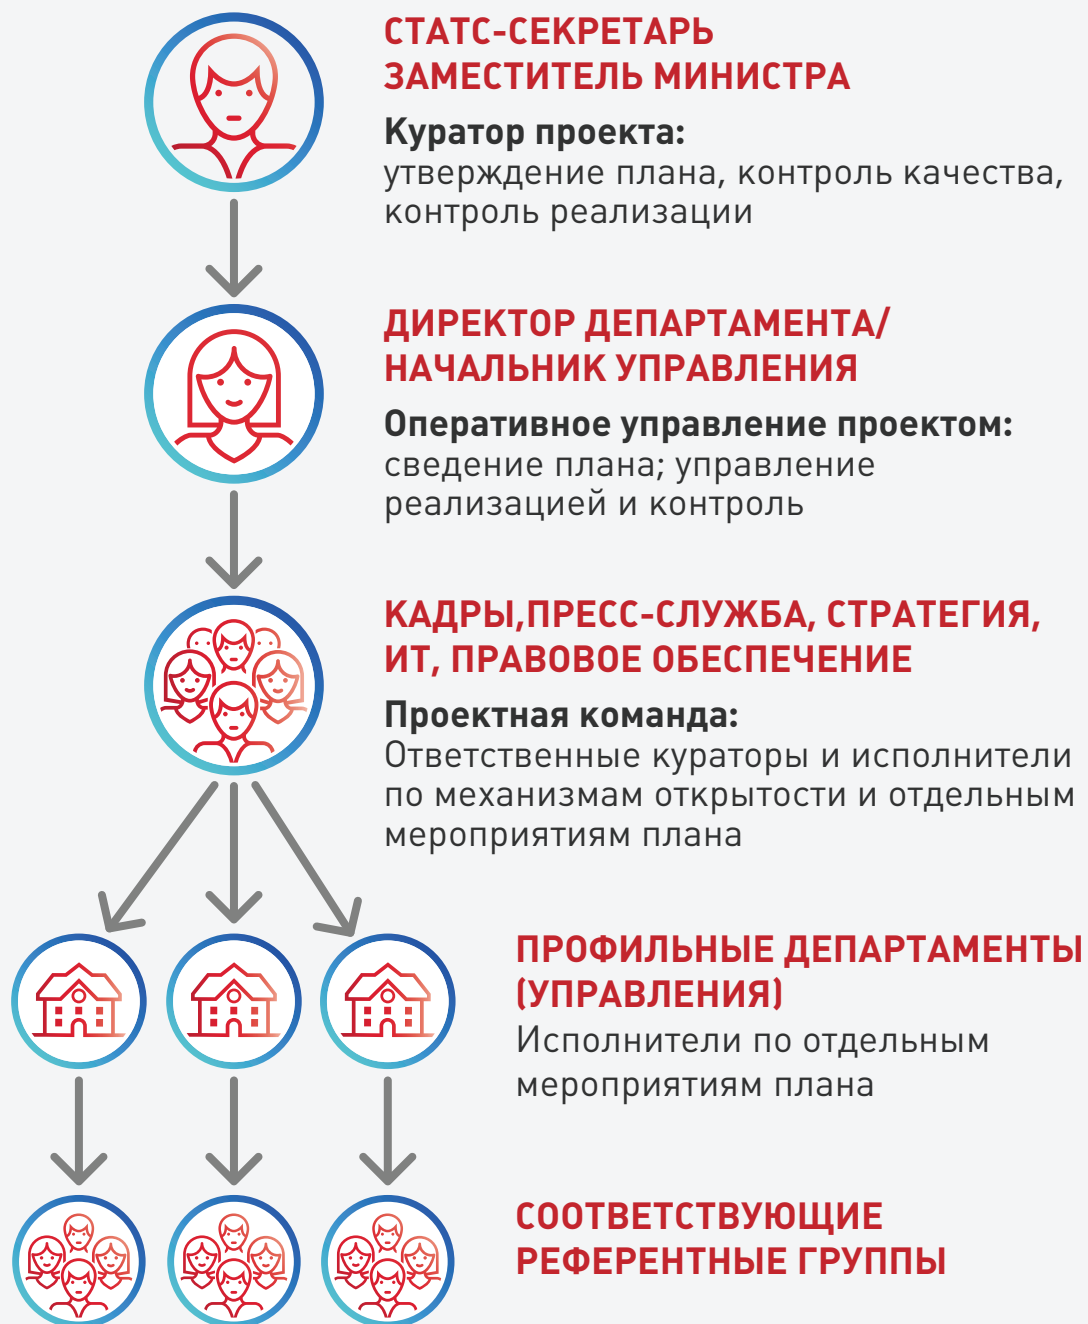 СТАТС-СЕКРЕТАРЬ
ЗАМЕСТИТЕЛЬ МИНИСТРА
Куратор проекта:
утверждение плана, контроль качества,
контроль реализации
ДИРЕКТОР ДЕПАРТАМЕНТА/
НАЧАЛЬНИК УПРАВЛЕНИЯ
Оперативное управление проектом:
сведение плана; управление
реализацией и контроль
КАДРЫ,ПРЕСС-СЛУЖБА, СТРАТЕГИЯ,
ИТ, ПРАВОВОЕ ОБЕСПЕЧЕНИЕ
Проектная команда:
Ответственные кураторы и исполнители
по механизмам открытости и отдельным
мероприятиям плана
ПРОФИЛЬНЫЕ ДЕПАРТАМЕНТЫ
(УПРАВЛЕНИЯ)
Исполнители по отдельным
мероприятиям плана
СООТВЕТСТВУЮЩИЕ
РЕФЕРЕНТНЫЕ ГРУППЫ